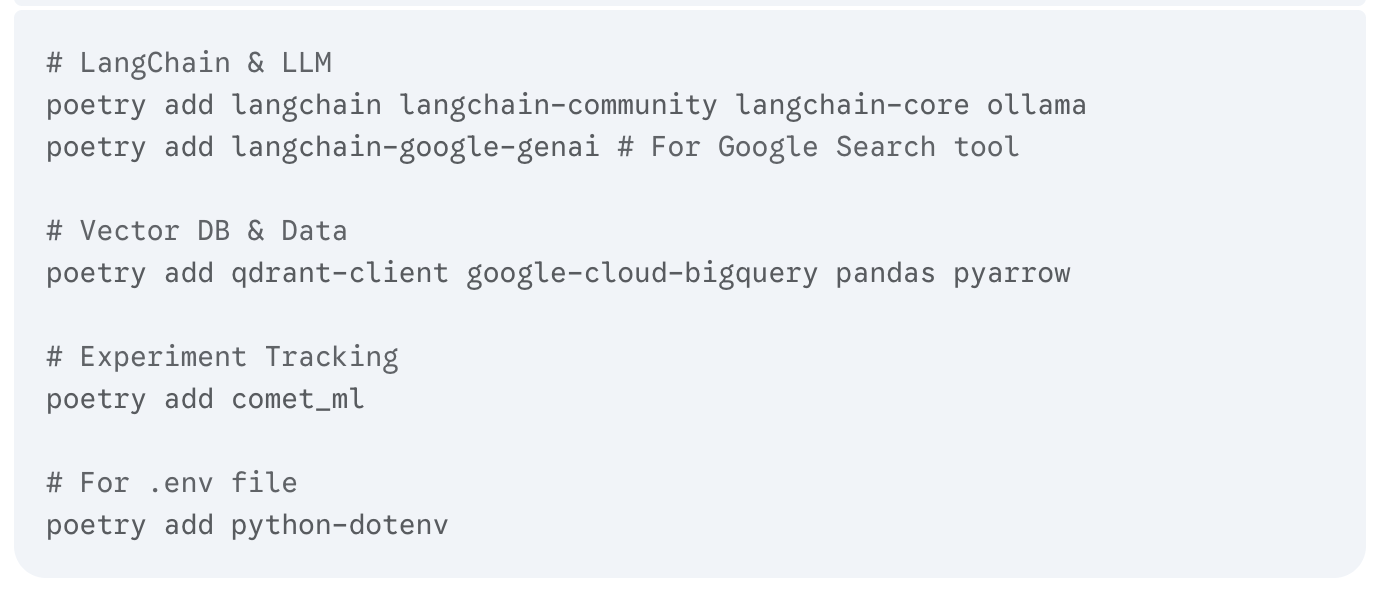 # LangChain & LLM
poetry add langchain langchain-community langchain-core ollama
poetry add langchain-google-genai # For Google Search tool
# Vector DB & Data
poetry add qdrant-client google-cloud-bigquery pandas pyarrow
# Experiment Tracking
poetry add comet_ml
# For .env file
poetry add python-dotenv